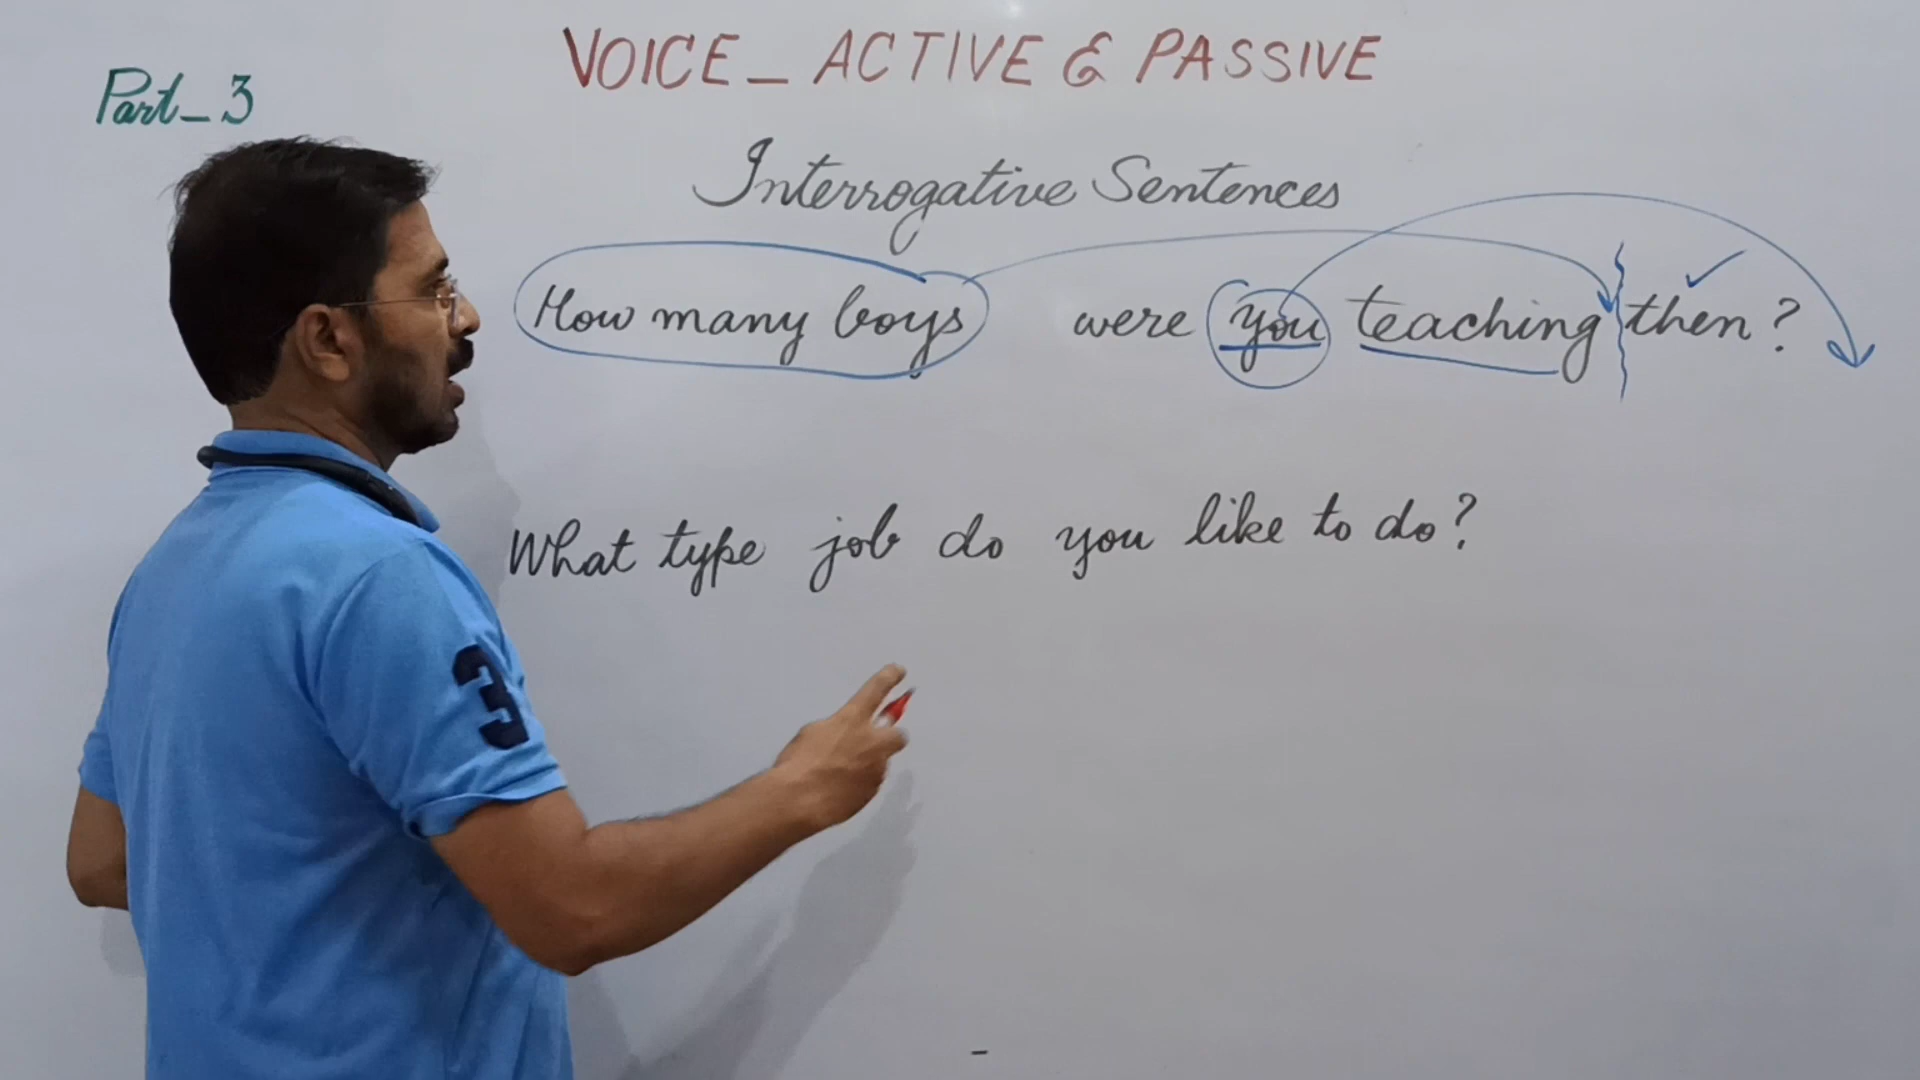 VOICE_ ACTIVE & PASSIVE
Part_3
Interrogative Sentences
How many boys were you teaching then?
What type job do you like to do?
3